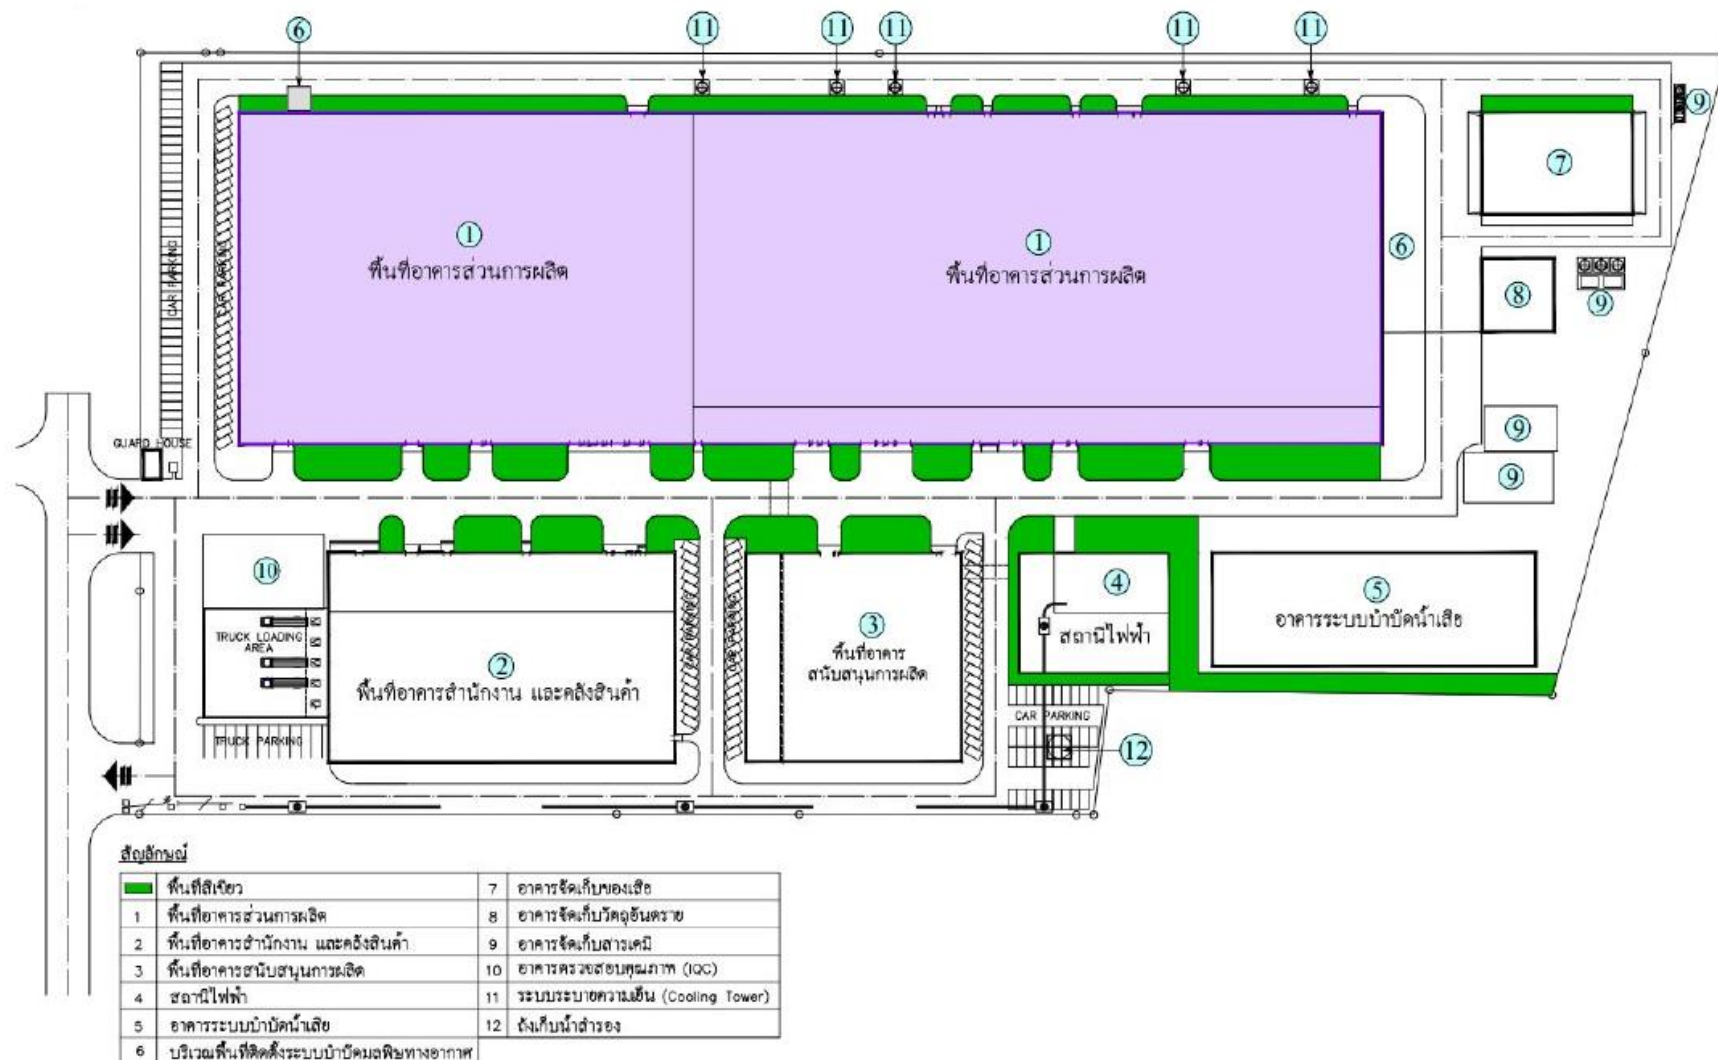 6 11 11 11 11 11
9
7
1 1
พื้นที่อาคารส่วนการผลิต พื้นที่อาคารส่วนการผลิต
6
CAR PARKING CAR PARKING
8
9
GUARD HOUSE
9
9
10
4
5
สถานีไฟฟ้า
อาคารระบบบำบัดน้ำเสีย
TRUCK LOADING
AREA
2
พื้นที่อาคารสำนักงาน และคลังสินค้า
3
พื้นที่อาคาร
สนับสนุนการผลิต
TRUCK PARKING
CAR PARKING
12
สัญลักษณ์
พื้นที่สีเขียว
1 พื้นที่อาคารส่วนการผลิต
2 พื้นที่อาคารสำนักงาน และคลังสินค้า
3 พื้นที่อาคารสนับสนุนการผลิต
4 สถานีไฟฟ้า
5 อาคารระบบบำบัดน้ำเสีย
6 บริเวณพื้นที่ติดตั้งระบบบำบัดมลพิษทางอากาศ
7 อาคารจัดเก็บของเสีย
8 อาคารจัดเก็บวัตถุอันตราย
9 อาคารจัดเก็บสารเคมี
10 อาคารตรวจสอบคุณภาพ (IQC)
11 ระบบระบายความเย็น (Cooling Tower)
12 ถังเก็บน้ำสำรอง